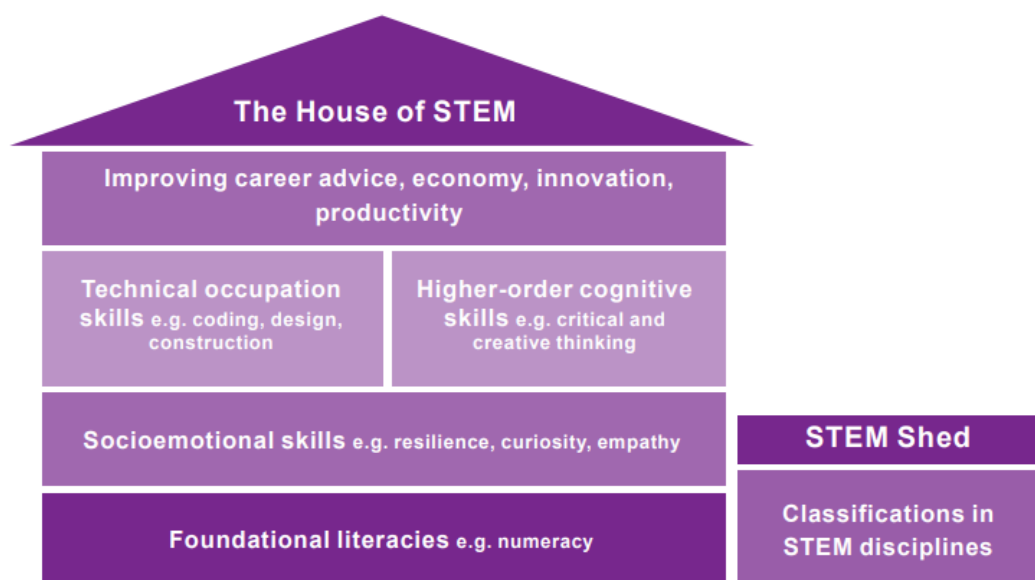 The House of STEM
Improving career advice, economy, innovation,
productivity
Technical occupation
skills e.g. coding, design,
construction
Higher-order cognitive
skills e.g. critical and
creative thinking
Socioemotional skills e.g. resilience, curiosity, empathy
Foundational literacies e.g. numeracy
STEM Shed
Classifications in
STEM disciplines